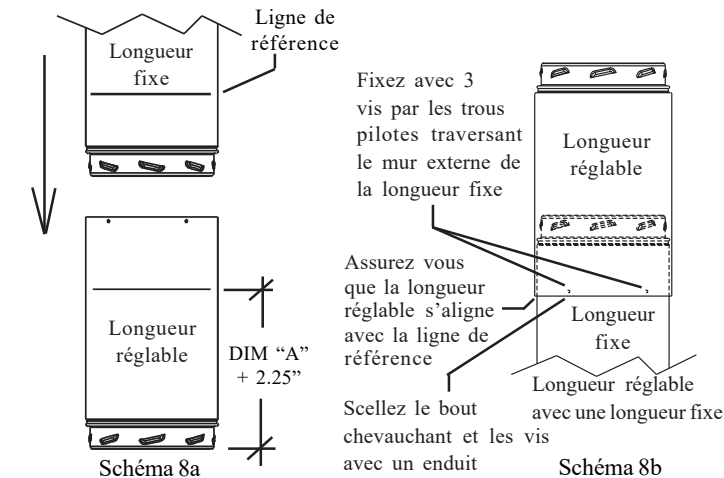 Ligne de
référence
Longueur
fixe
Longueur
réglable
DIM “A”
+ 2.25”
Schéma 8a
Fixez avec 3
vis par les trous
pilotes traversant
le mur externe de
la longueur fixe
Assurez vous
que la longueur
réglable s’aligne
avec la ligne de
référence
Scellez le bout
chevauchant et les vis
avec un enduit
Longueur
réglable
Longueur
fixe
Longueur réglable
avec une longueur fixe
Schéma 8b